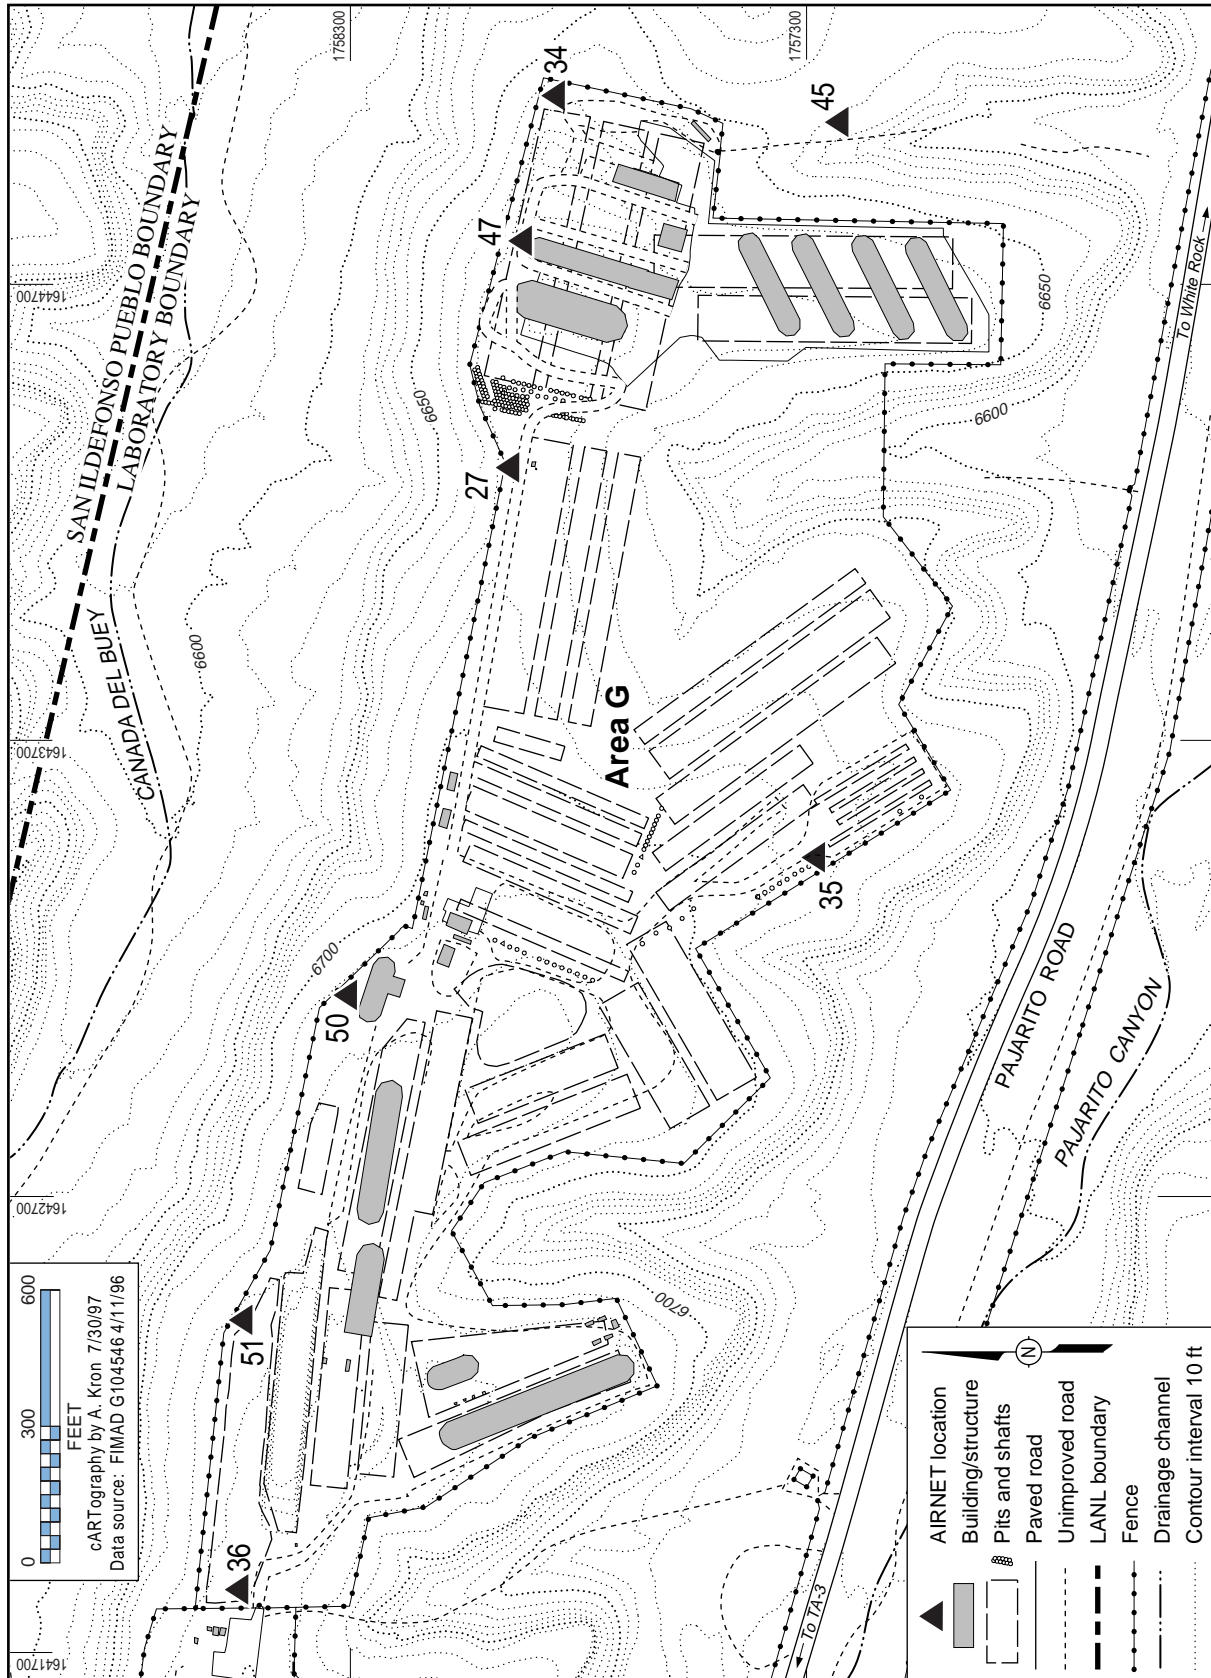 1641700
1642700
1643700
1644700
1758300
1757300
SAN ILDEFONSO PUEBLO BOUNDARY
LABORATORY BOUNDARY
CANADA DEL BUEY
6600
6650
6700
36
51
50
27
47
34
45
35
Area G
6650
6600
6700
PAJARITO ROAD
PAJARITO CANYON
To White Rock
To TA-3
0 300 600
FEET
cARTography by A. Kron 7/30/97
Data source: FIMAD G104546 4/11/96
N
AIRNET location
Building/structure
Pits and shafts
Paved road
Unimproved road
LANL boundary
Fence
Drainage channel
Contour interval 10 ft